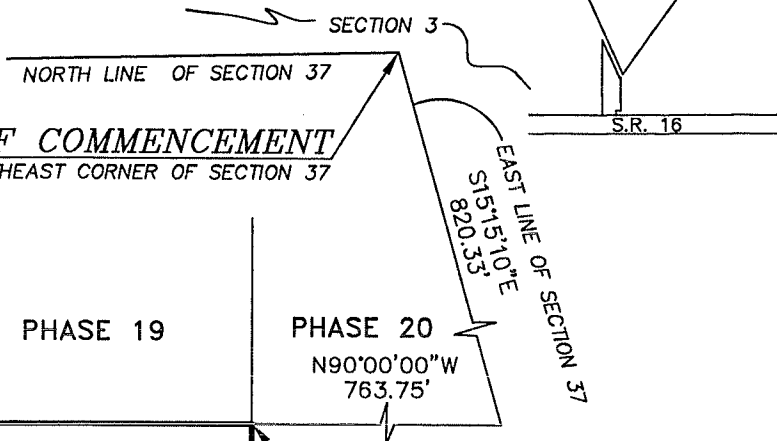 SECTION 3
NORTH LINE OF SECTION 37
COMMENCEMENT
CORNER OF SECTION 37
S.R. 16
EAST LINE OF SECTION 37
S15°15'10"E
820.33'
PHASE 19
PHASE 20
N90°00'00"W
763.75'